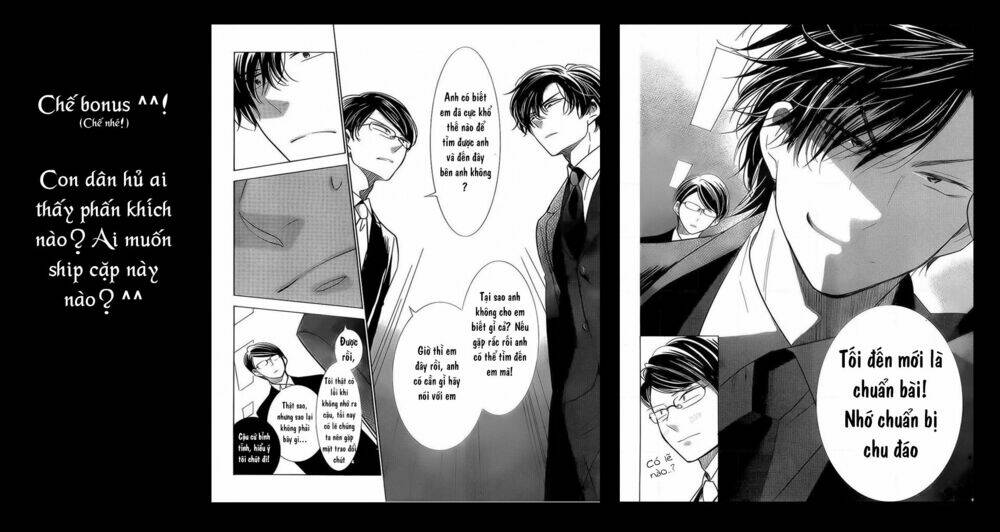 Chế bonus ^^!
(Chế nhé!)
Con dân hủ ai
thấy phấn khích
nào? Ai muốn
ship cặp này
nào? ^^
Anh có biết
em đã cực khổ
thế nào để
tìm được anh
và đến đây
bên anh không
?
Tại sao anh
không cho em
biết gì cả? Nếu
gặp rắc rối anh
có thể tìm đến
em mà!
Giờ thì em
đây rồi, anh
có cần gì hãy
nói với em
Được
rồi,
Tôi thật có
lỗi khi
không nhớ ra
cậu, tối nay
có lẽ chúng
ta nên gặp
mặt trao đổi
chút!
Thật sao,
nhưng sao lại
không phải
bây giờ...
Cậu cứ bình
tĩnh, hiểu ý
tôi chút đi!
Tối đến mới là
chuẩn bài!
Nhớ chuẩn bị
chu đáo
Có lẽ
nào..?